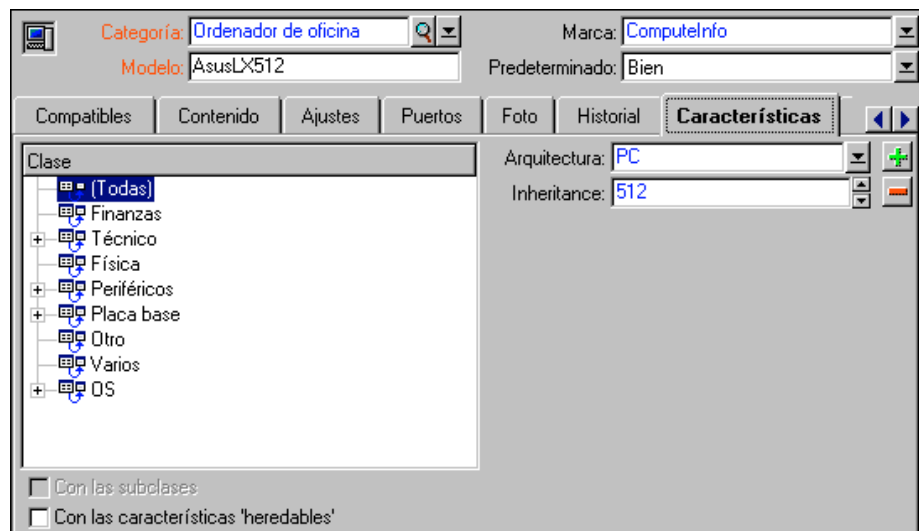 Categoría: Ordenador de oficina Marca: ComputeInfo
Modelo: AsusLX512 Predeterminado: Bien
Compatibles Contenido Ajustes Puertos Foto Historial Características
Clase Arquitectura: PC
(Todas) Inheritance: 512
Finanzas
Técnico
Física
Periféricos
Placa base
Otro
Varios
OS
Con las subclases
Con las características 'heredables'